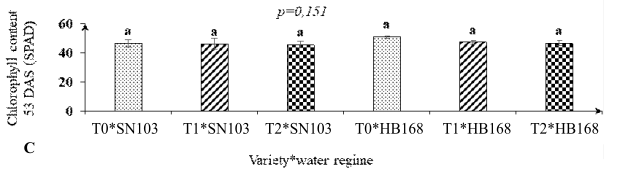 p=0,151
Chlorophyll content
53 DAS (SPAD)
60
40
20
0
a a a a a a
T0*SN103 T1*SN103 T2*SN103 T0*HB168 T1*HB168 T2*HB168
C
Variety*water regime